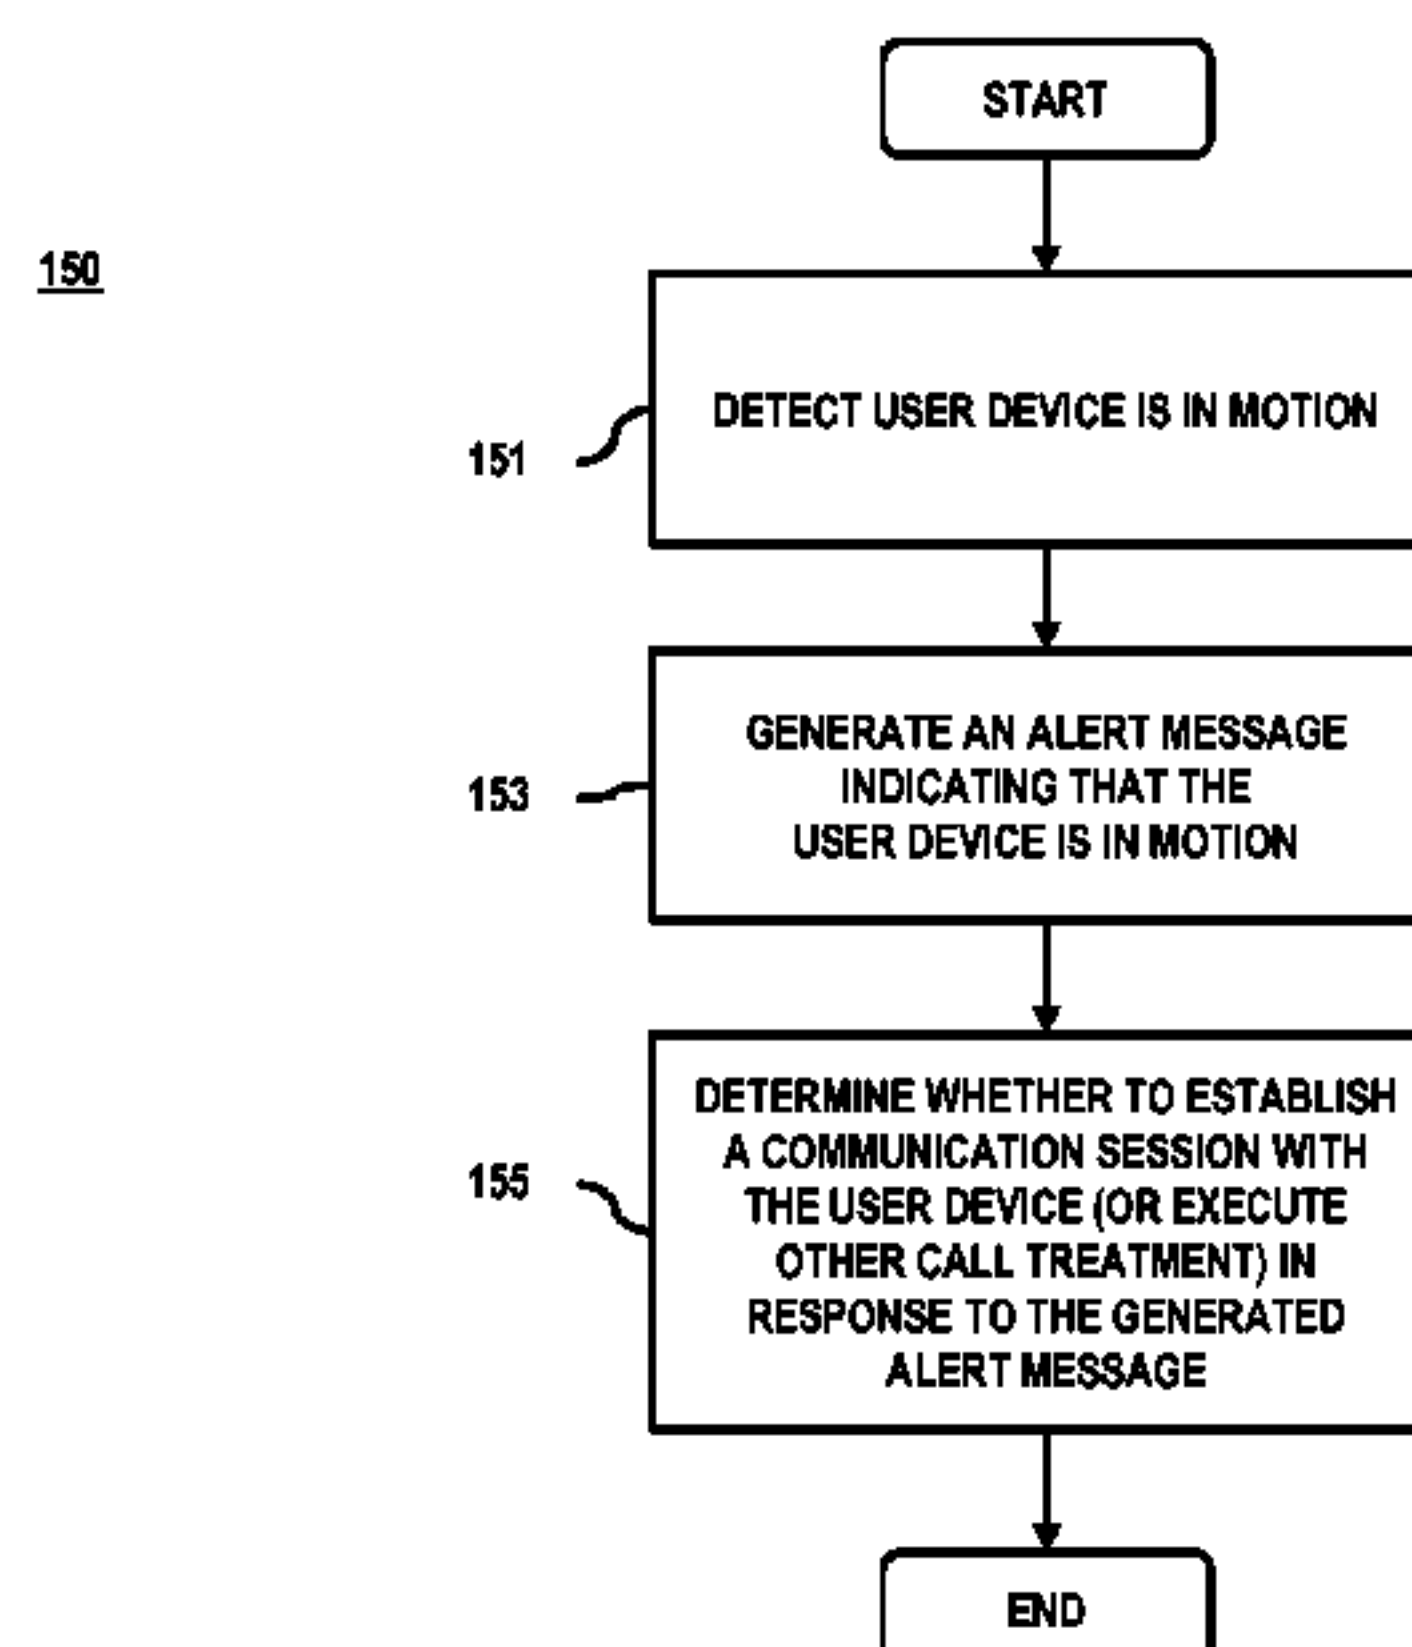 START
150
DETECT USER DEVICE IS IN MOTION
151
GENERATE AN ALERT MESSAGE
INDICATING THAT THE
USER DEVICE IS IN MOTION
153
DETERMINE WHETHER TO ESTABLISH
A COMMUNICATION SESSION WITH
THE USER DEVICE (OR EXECUTE
OTHER CALL TREATMENT) IN
RESPONSE TO THE GENERATED
ALERT MESSAGE
155
END